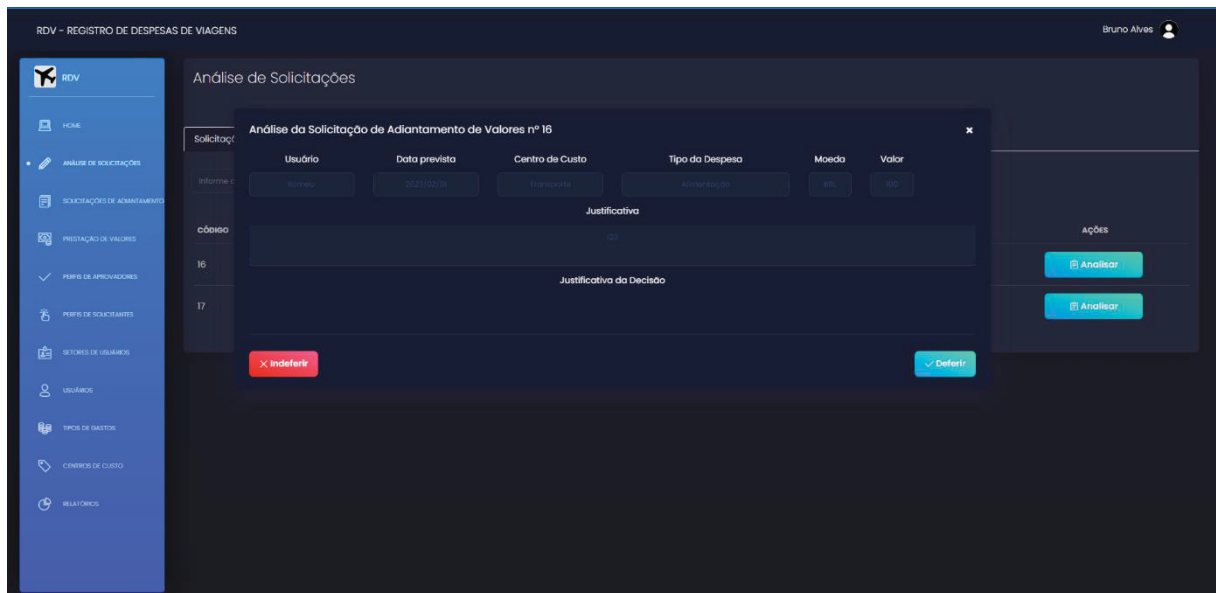 RDV - REGISTRO DE DESPESAS DE VIAGENS
Bruno Alves
RDV
HOME
ANÁLISE DE SOLICITAÇÕES
SOLICITAÇÕES DE ADIANTAMENTO
PRESTAÇÃO DE VALORES
PERFIS DE APROVADORES
PERFIS DE SOLICITANTES
SETORES DE USUÁRIOS
USUÁRIOS
TIPOS DE GASTOS
CENTROS DE CUSTO
RELATÓRIOS
Análise de Solicitações
Solicitaçõ
Informe o
CÓDIGO
AÇÕES
16
Analisar
17
Analisar
Análise da Solicitação de Adiantamento de Valores nº 16
Usuário Data prevista Centro de Custo Tipo da Despesa Moeda Valor
Transporte Alimentação BRL 100
Justificativa
Justificativa da Decisão
Indeferir
Deferir